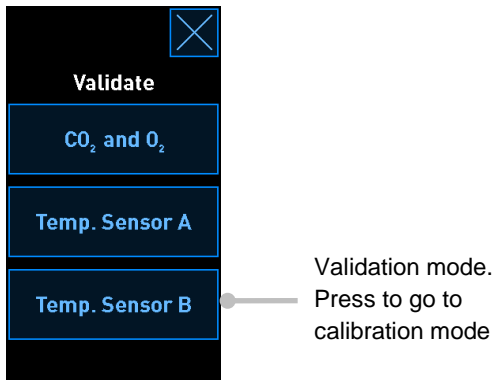 Validate
CO₂ and O₂
Temp. Sensor A
Temp. Sensor B
Validation mode.
Press to go to
calibration mode